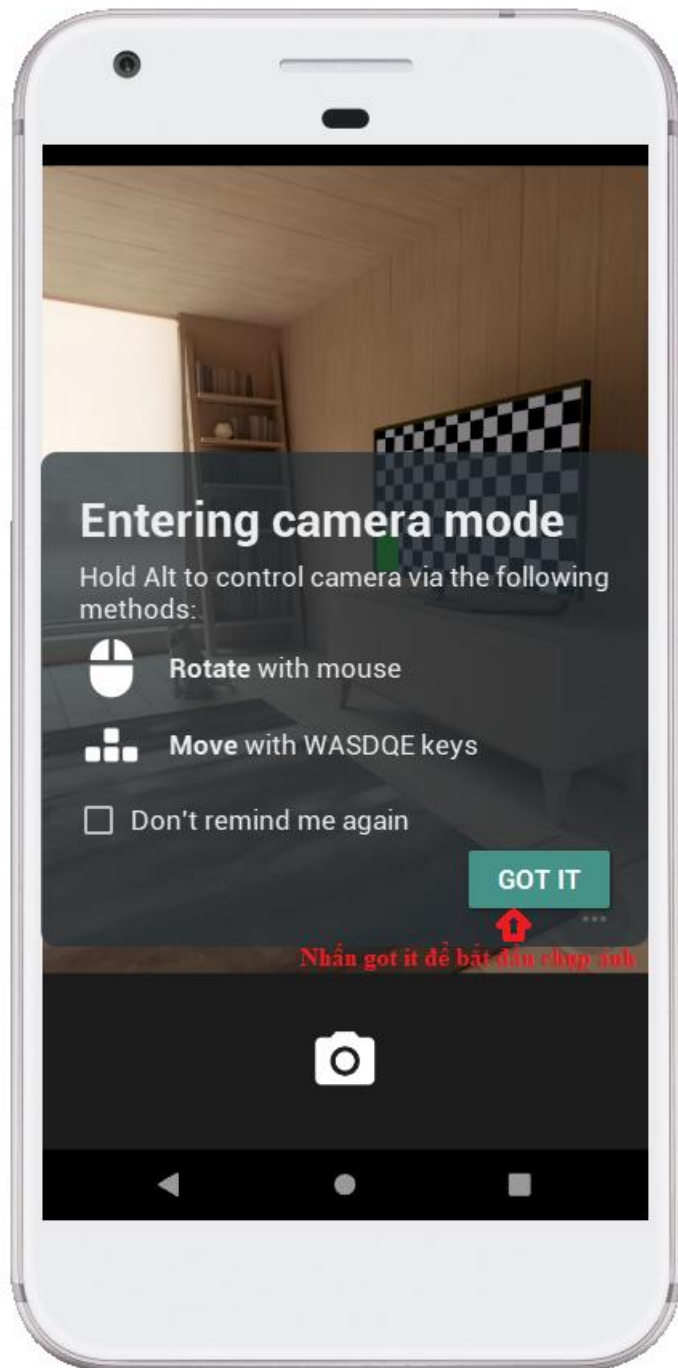 Entering camera mode
Hold Alt to control camera via the following
methods:
Rotate with mouse
Move with WASDQE keys
Don't remind me again
GOT IT
Nhấn got it để bắt đầu chụp ảnh